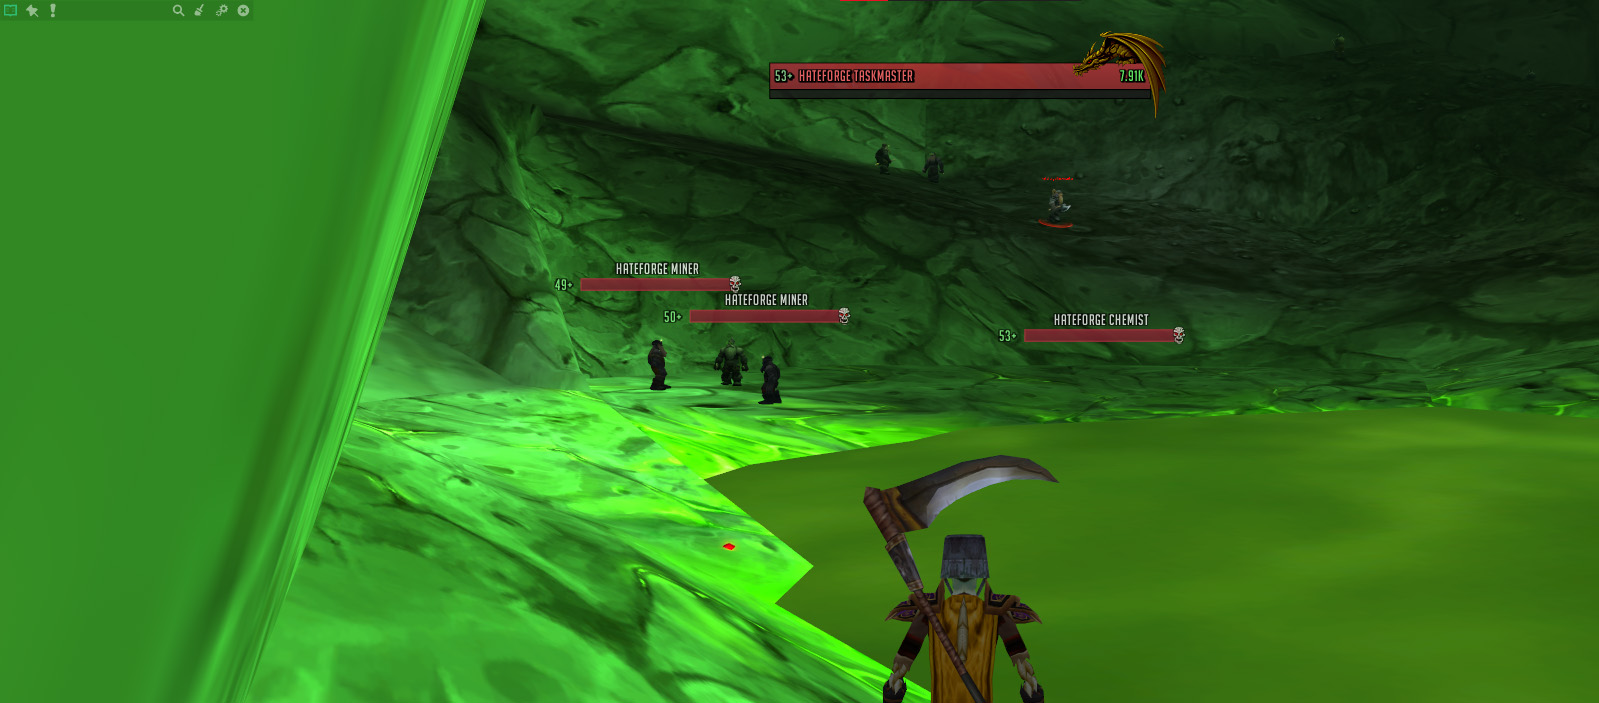 53+ HATEFORGE TASKMASTER 7.91K
HATEFORGE MINER
49+
HATEFORGE MINER
50+
HATEFORGE CHEMIST
53+